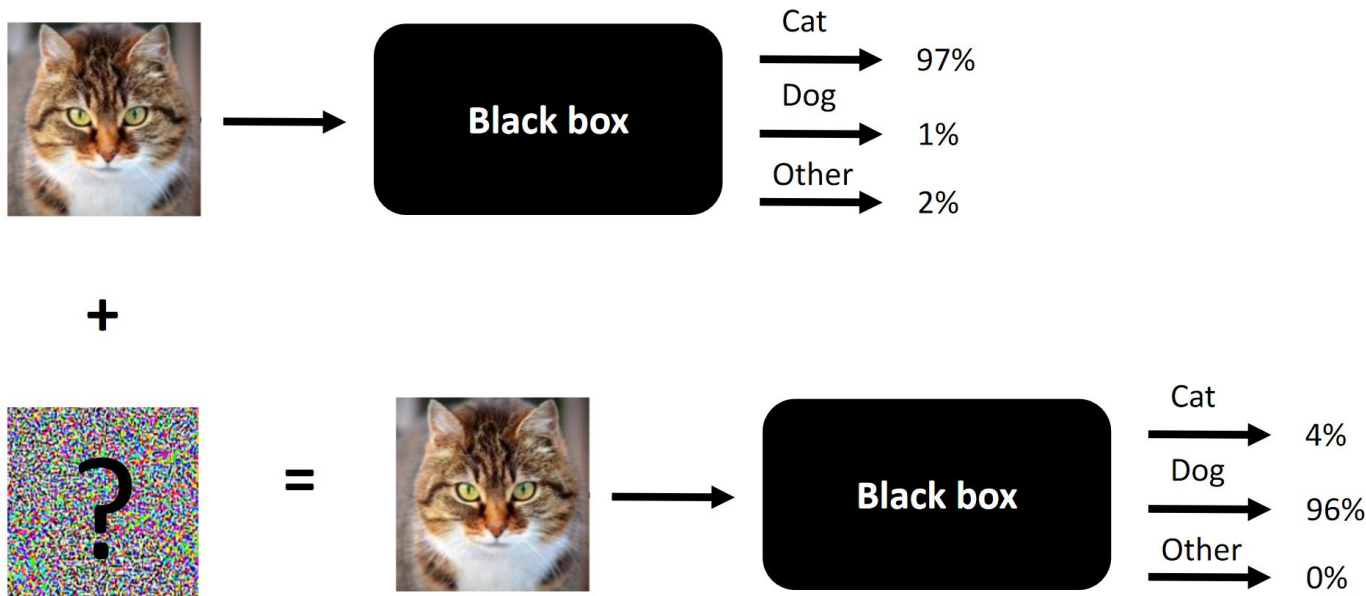 Cat
97%
Black box
Dog
1%
Other
2%
+
?
=
Cat
4%
Black box
Dog
96%
Other
0%